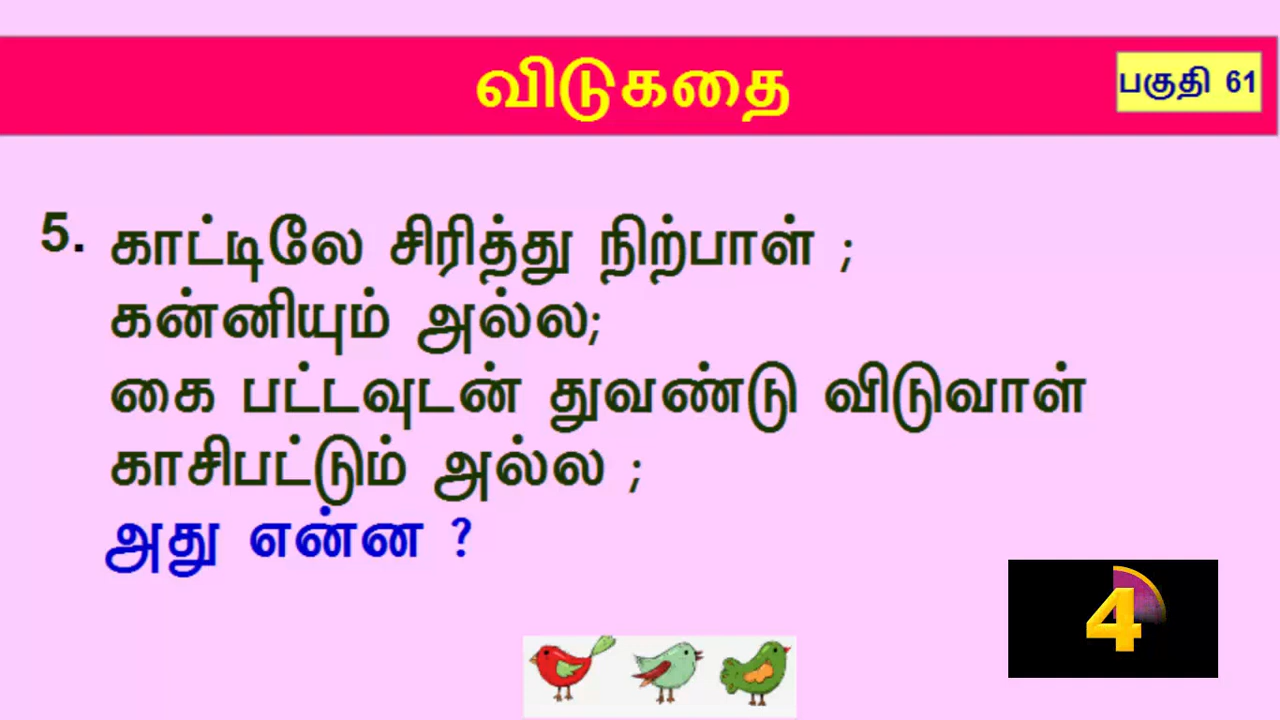 விடுகதை
பகுதி 61
5. காட்டிலே சிரித்து நிற்பாள் ;
கன்னியும் அல்ல;
கை பட்டவுடன் துவண்டு விடுவாள்
காசிபட்டும் அல்ல ;
அது என்ன ?
4